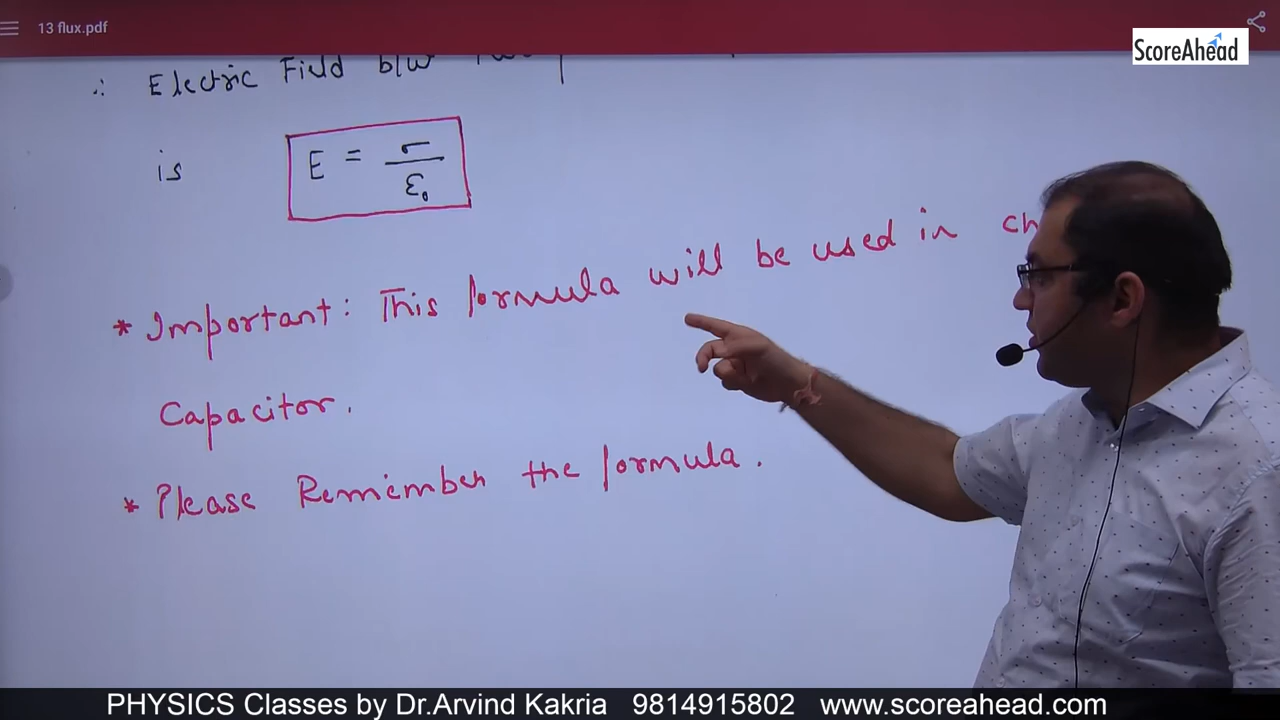 13 flux.pdf
ScoreAhead
∴ Electric Field b/w
is E = σ/ε₀
* Important: This formula will be used in ch
Capacitor.
* Please Remember the formula.
PHYSICS Classes by Dr.Arvind Kakria 9814915802 www.scoreahead.com